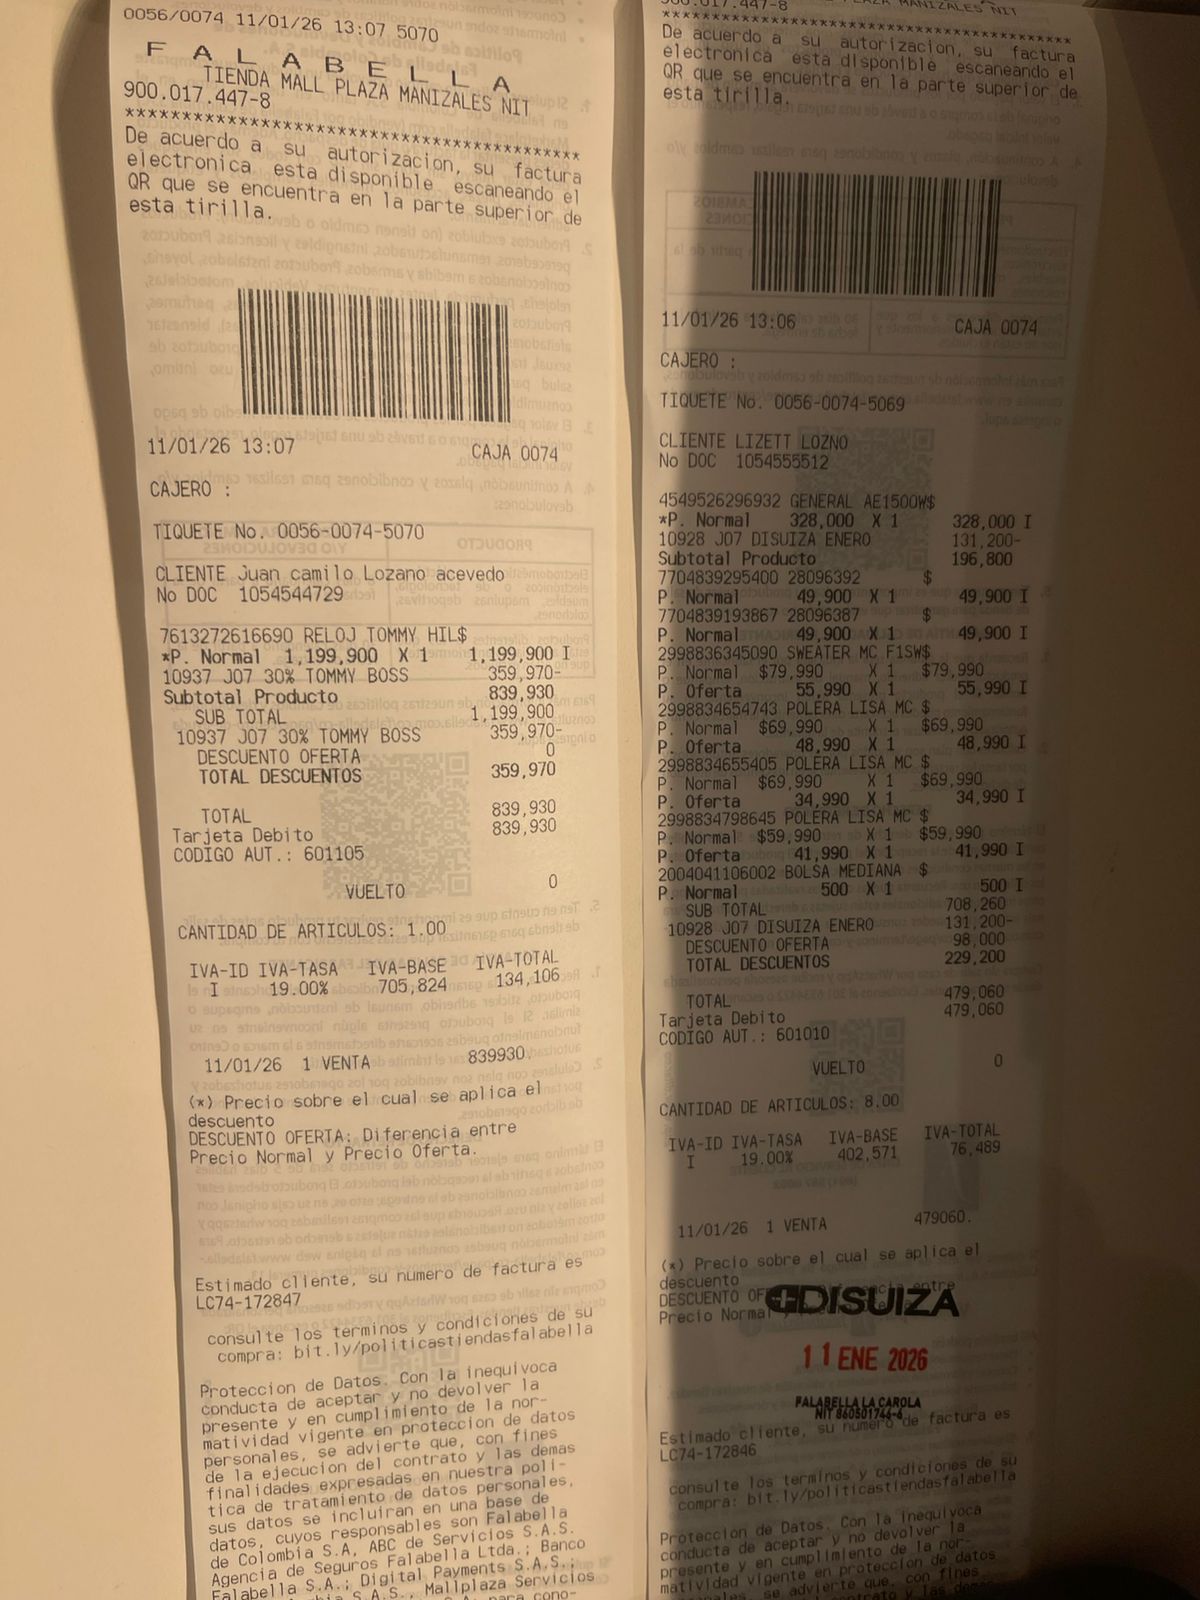 0056/0074 11/01/26 13:07 5070
F A L A B E L L A
TIENDA MALL PLAZA MANIZALES NIT
900.017.447-8
****************************************
De acuerdo a su autorizacion, su factura
electronica esta disponible escaneando el
QR que se encuentra en la parte superior de
esta tirilla.
11/01/26 13:07 CAJA 0074
CAJERO :
TIQUETE No. 0056-0074-5070
CLIENTE Juan camilo Lozano acevedo
No DOC 1054544729
7613272616690 RELOJ TOMMY HIL$
*P. Normal 1,199,900 X 1 1,199,900 I
10937 J07 30% TOMMY BOSS 359,970-
Subtotal Producto 839,930
SUB TOTAL 1,199,900
10937 J07 30% TOMMY BOSS 359,970-
DESCUENTO OFERTA 0
TOTAL DESCUENTOS 359,970
TOTAL 839,930
Tarjeta Debito 839,930
CODIGO AUT.: 601105
VUELTO 0
CANTIDAD DE ARTICULOS: 1.00
IVA-ID IVA-TASA IVA-BASE IVA-TOTAL
I 19.00% 705,824 134,106
11/01/26 1 VENTA 839930.
(*) Precio sobre el cual se aplica el
descuento
DESCUENTO OFERTA: Diferencia entre
Precio Normal y Precio Oferta.
Estimado cliente, su numero de factura es
LC74-172847
consulte los terminos y condiciones de su
compra: bit.ly/politicastiendasfalabella
Proteccion de Datos. Con la inequivoca
conducta de aceptar y no devolver la
presente y en cumplimiento de la nor-
matividad vigente en proteccion de datos
personales, se advierte que, con fines
de la ejecucion del contrato y las demas
finalidades expresadas en nuestra poli-
tica de tratamiento de datos personales,
sus datos se incluiran en una base de
datos, cuyos responsables son Falabella
de Colombia S.A, ABC de Servicios S.A.S.
Agencia de Seguros Falabella Ltda.; Banco
Falabella S.A.; Digital Payments S.A.S.;
S.A.S., Mallplaza Servicios
900.017.447-8
****************************************
De acuerdo a su autorizacion, su factura
electronica esta disponible escaneando el
QR que se encuentra en la parte superior de
esta tirilla.
11/01/26 13:06 CAJA 0074
CAJERO :
TIQUETE No. 0056-0074-5069
CLIENTE LIZETT LOZNO
No DOC 1054555512
4549526296932 GENERAL AE1500W$
*P. Normal 328,000 X 1 328,000 I
10928 J07 DISUIZA ENERO 131,200-
Subtotal Producto 196,800
7704839295400 28096392 $
P. Normal 49,900 X 1 49,900 I
7704839193867 28096387 $
P. Normal 49,900 X 1 49,900 I
2998836345090 SWEATER MC F1SW$
P. Normal $79,990 X 1 $79,990
P. Oferta 55,990 X 1 55,990 I
2998834654743 POLERA LISA MC $
P. Normal $69,990 X 1 $69,990
P. Oferta 48,990 X 1 48,990 I
2998834655405 POLERA LISA MC $
P. Normal $69,990 X 1 $69,990
P. Oferta 34,990 X 1 34,990 I
2998834798645 POLERA LISA MC $
P. Normal $59,990 X 1 $59,990
P. Oferta 41,990 X 1 41,990 I
2004041106002 BOLSA MEDIANA $
P. Normal 500 X 1 500 I
SUB TOTAL 708,260
10928 J07 DISUIZA ENERO 131,200-
DESCUENTO OFERTA 98,000
TOTAL DESCUENTOS 229,200
TOTAL 479,060
Tarjeta Debito 479,060
CODIGO AUT.: 601010
VUELTO 0
CANTIDAD DE ARTICULOS: 8.00
IVA-ID IVA-TASA IVA-BASE IVA-TOTAL
I 19.00% 402,571 76,489
11/01/26 1 VENTA 479060.
(*) Precio sobre el cual se aplica el
descuento
DESCUENTO entre
Precio Normal
DISUIZA
11 ENE 2026
FALABELLA LA CAROLA
NIT 860501746-6
Estimado cliente, su numero de factura es
LC74-172846
consulte los terminos y condiciones de su
compra: bit.ly/politicastiendasfalabella
Proteccion de Datos. Con la inequivoca
conducta de aceptar y no devolver la
presente y en cumplimiento de la nor-
matividad vigente en proteccion de datos
se advierte que, con fines